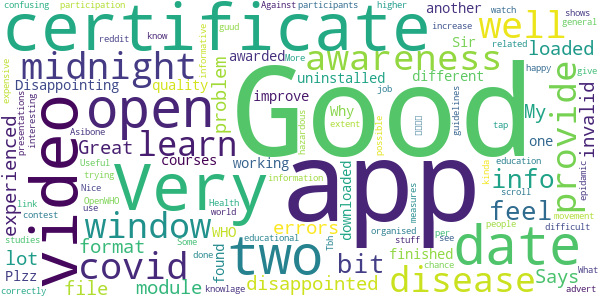 confusing
participation
Against
participants
higher
another
watch
reddit
know
guud
informative
More
increase
shows
general
certificate
well
Sir
loaded
midnight
awarded
awareness
different
Disappointing
quality
problem
uninstalled
related
happy
give
expensive
presentations
interesting
Asibone
open
Good
improve
Why
job
extent
My
provide
invalid
experienced
video
Great
learn
courses
working
hazardous
possible
tap
guidelines
one
Useful
trying
OpenWHO
Nice
Very
app
information
education
info
scroll
epidamic
link
use
contest
Health
world
window
WHO
errors
downloaded
kinds
feel
movement
difficult
studies
covid
format
Some
done
educational
found
two
Tbh
organised
measures
per
people
date
lot
bit
finished
stuff
see
Says
What
Plzz
file
module
knowlage
disappointed
chance
disease
advert
correctly